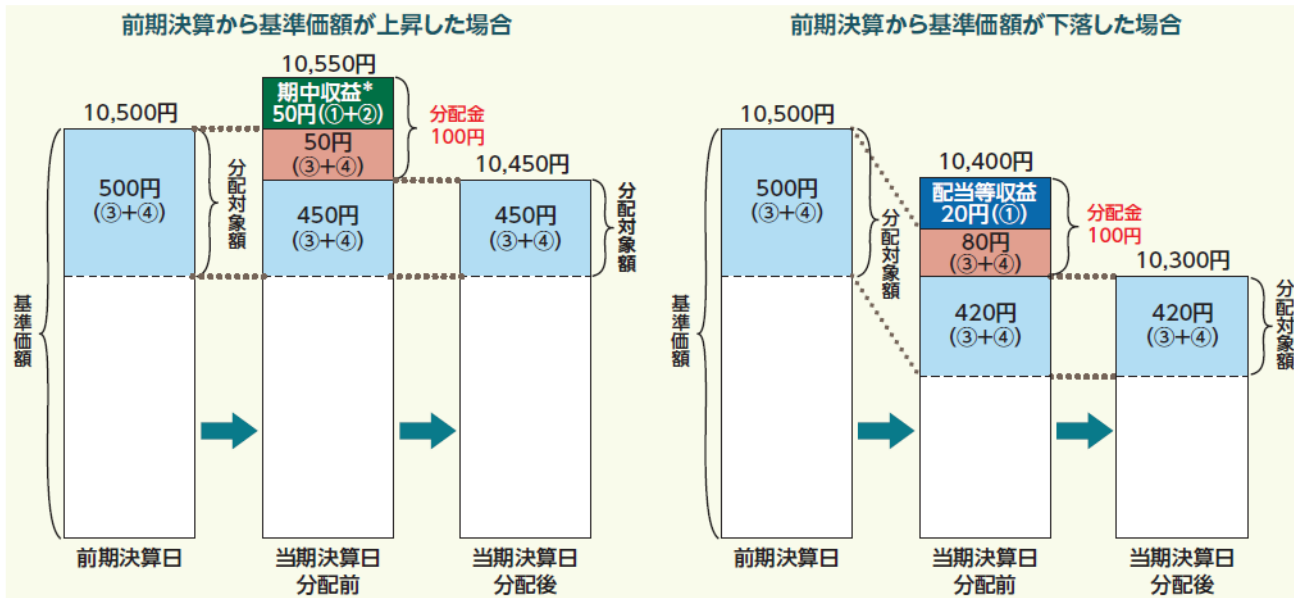 前期決算から基準価額が上昇した場合
10,500円
500円
(③+④)
分配対象額
基準価額
前期決算日
10,550円
期中収益*
50円(①+②)
50円
(③+④)
450円
(③+④)
分配金
100円
当期決算日
分配前
10,450円
450円
(③+④)
分配対象額
当期決算日
分配後
前期決算から基準価額が下落した場合
10,500円
500円
(③+④)
分配対象額
基準価額
前期決算日
10,400円
配当等収益
20円(①)
80円
(③+④)
420円
(③+④)
分配金
100円
当期決算日
分配前
10,300円
420円
(③+④)
分配対象額
当期決算日
分配後